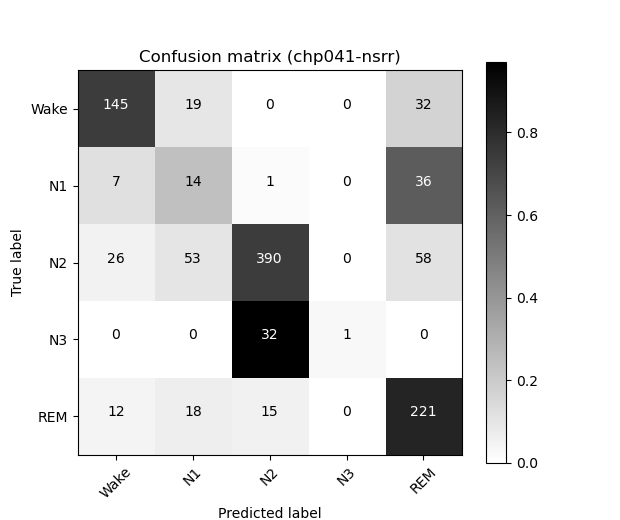 Confusion matrix (chp041-nsrr)
True label
Wake 145 19 0 0 32
N1 7 14 1 0 36
N2 26 53 390 0 58
N3 0 0 32 1 0
REM 12 18 15 0 221
Wake N1 N2 N3 REM
Predicted label
0.8
0.6
0.4
0.2
0.0